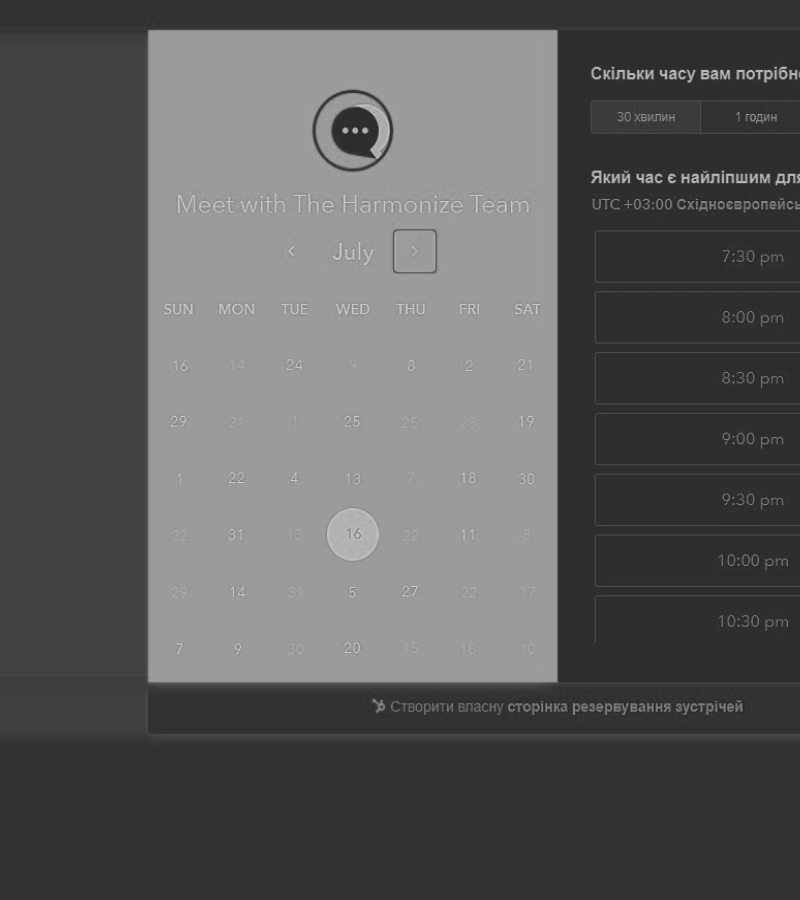 Meet with The Harmonize Team
July
SUN MON TUE WED THU FRI SAT
16 14 24 9 8 2 21
29 21 1 25 25 28 19
1 22 4 13 7 18 30
22 31 13 16 22 11 6
29 14 31 5 27 22 17
7 9 30 20 15 18 10
Скільки часу вам потрібн
30 хвилин 1 годин
Який час є найліпшим для
UTC +03:00 Східноєвропейсь
7:30 pm
8:00 pm
8:30 pm
9:00 pm
9:30 pm
10:00 pm
10:30 pm
Створити власну сторінка резервування зустрічей